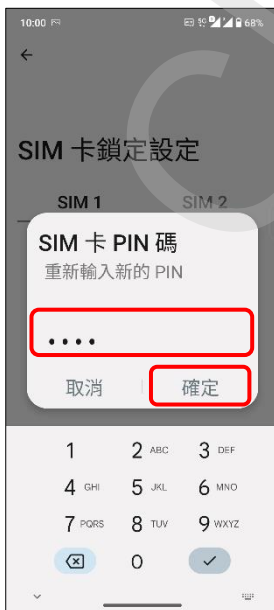 10:00 5G 68%
SIM 卡鎖定設定
SIM 1 SIM 2
SIM 卡 PIN 碼
重新輸入新的 PIN
••••
取消 確定
1 2 ABC 3 DEF
4 GHI 5 JKL 6 MNO
7 PQRS 8 TUV 9 WXYZ
0